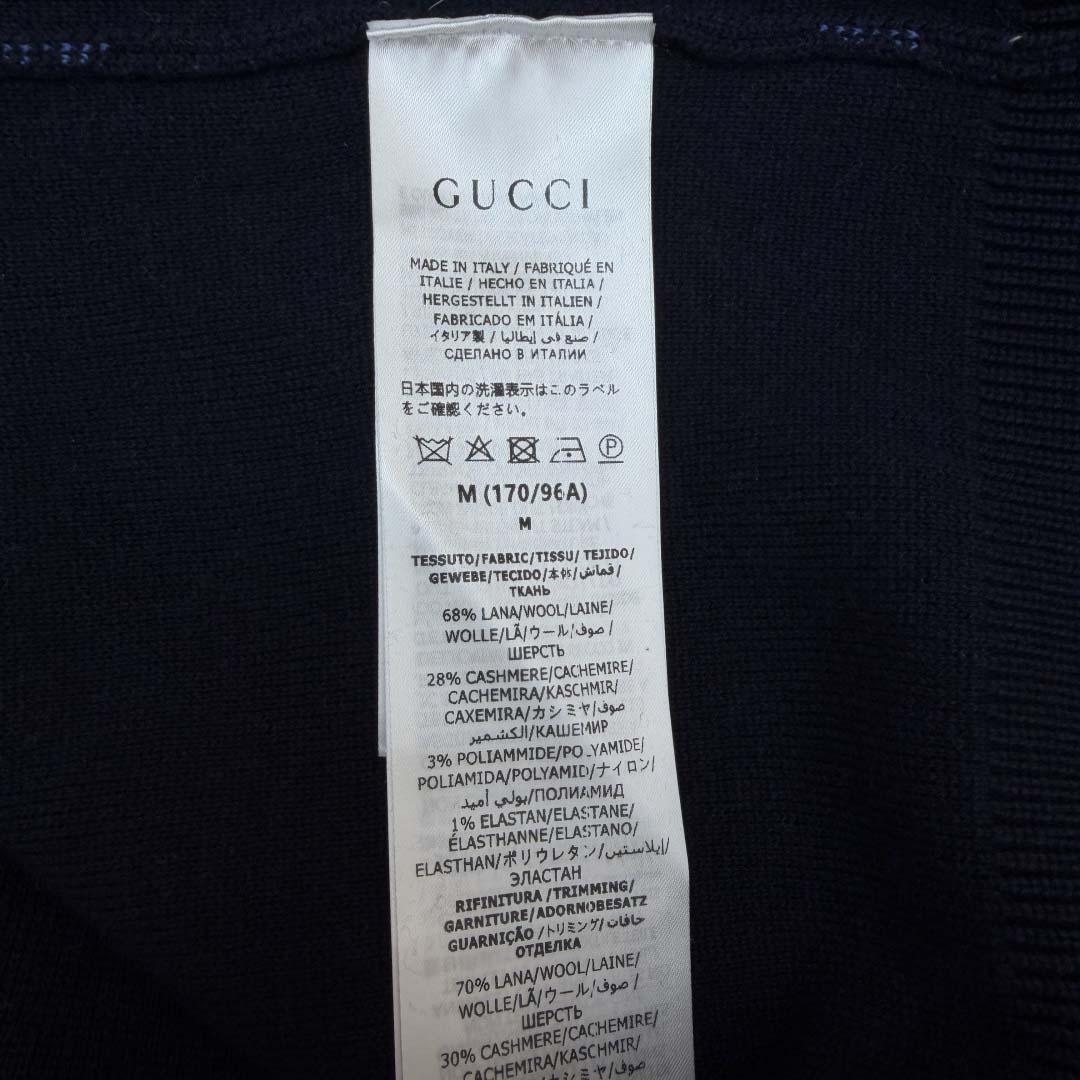 GUCCI
MADE IN ITALY / FABRIQUÉ EN
ITALIE / HECHO EN ITALIA /
HERGESTELLT IN ITALIEN /
FABRICADO EM ITÁLIA /
イタリア製 / صنع في إيطاليا /
СДЕЛАНО В ИТАЛИИ
日本国内の洗濯表示はこのラベル
をご確認ください。
P
M (170/96A)
M
TESSUTO/FABRIC/TISSU/ TEJIDO/
GEWEBE/TECIDO/本体/قماش/
ТКАНЬ
68% LANA/WOOL/LAINE/
WOLLE/LÃ/ウール/صوف/
ШЕРСТЬ
28% CASHMERE/CACHEMIRE/
CACHEMIRA/KASCHMIR/
CAXEMIRA/カシミヤ/صوف
الكشمير/КАШЕМИР
3% POLIAMMIDE/POLYAMIDE/
POLIAMIDA/POLYAMID/ナイロン/
بولي أميد/ПОЛИАМИД
1% ELASTAN/ELASTANE/
ÉLASTHANNE/ELASTANO/
ELASTHAN/ポリウレタン/إيلاستين/
ЭЛАСТАН
RIFINITURA /TRIMMING/
GARNITURE/ADORNO/BESATZ
GUARNIÇÃO /トリミング/حافات
ОТДЕЛКА
70% LANA/WOOL/LAINE/
WOLLE/LÃ/ウール/صوف/
ШЕРСТЬ
30% CASHMERE/CACHEMIRE/
CACHEMIRA/KASCHMIR/
カシミヤ/صوف